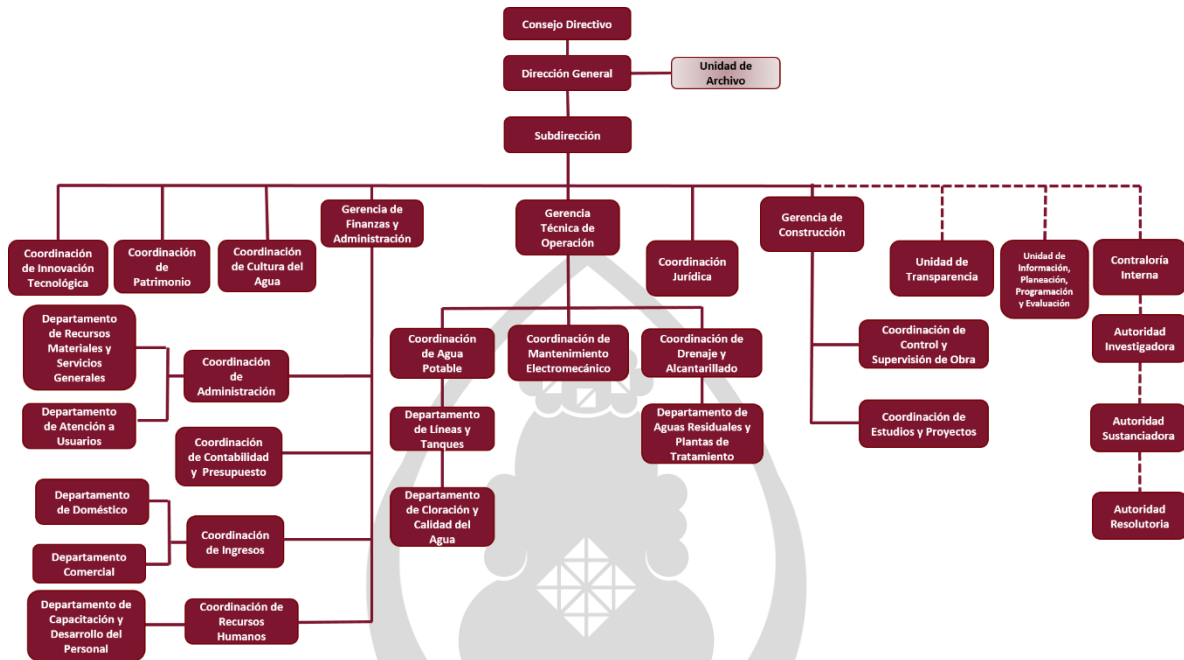 Consejo Directivo
Dirección General
Unidad de
Archivo
Subdirección
Gerencia de
Finanzas y
Administración
Gerencia
Técnica de
Operación
Gerencia de
Construcción
Coordinación
de Innovación
Tecnológica
Coordinación
de
Patrimonio
Coordinación
de Cultura del
Agua
Coordinación
Jurídica
Unidad de
Transparencia
Unidad de
Información,
Planeación,
Programación
y Evaluación
Contraloría
Interna
Departamento
de Recursos
Materiales y
Servicios
Generales
Coordinación
de
Administración
Departamento
de Atención a
Usuarios
Coordinación
de Contabilidad
y Presupuesto
Departamento
de Doméstico
Coordinación
de Ingresos
Departamento
Comercial
Departamento de
Capacitación y
Desarrollo del
Personal
Coordinación de
Recursos
Humanos
Coordinación
de Agua
Potable
Coordinación de
Mantenimiento
Electromecánico
Coordinación de
Drenaje y
Alcantarillado
Departamento
de Líneas y
Tanques
Departamento de
Aguas Residuales y
Plantas de
Tratamiento
Departamento
de Cloración y
Calidad del
Agua
Coordinación de
Control y
Supervisión de Obra
Coordinación de
Estudios y Proyectos
Autoridad
Investigadora
Autoridad
Sustanciadora
Autoridad
Resolutoria